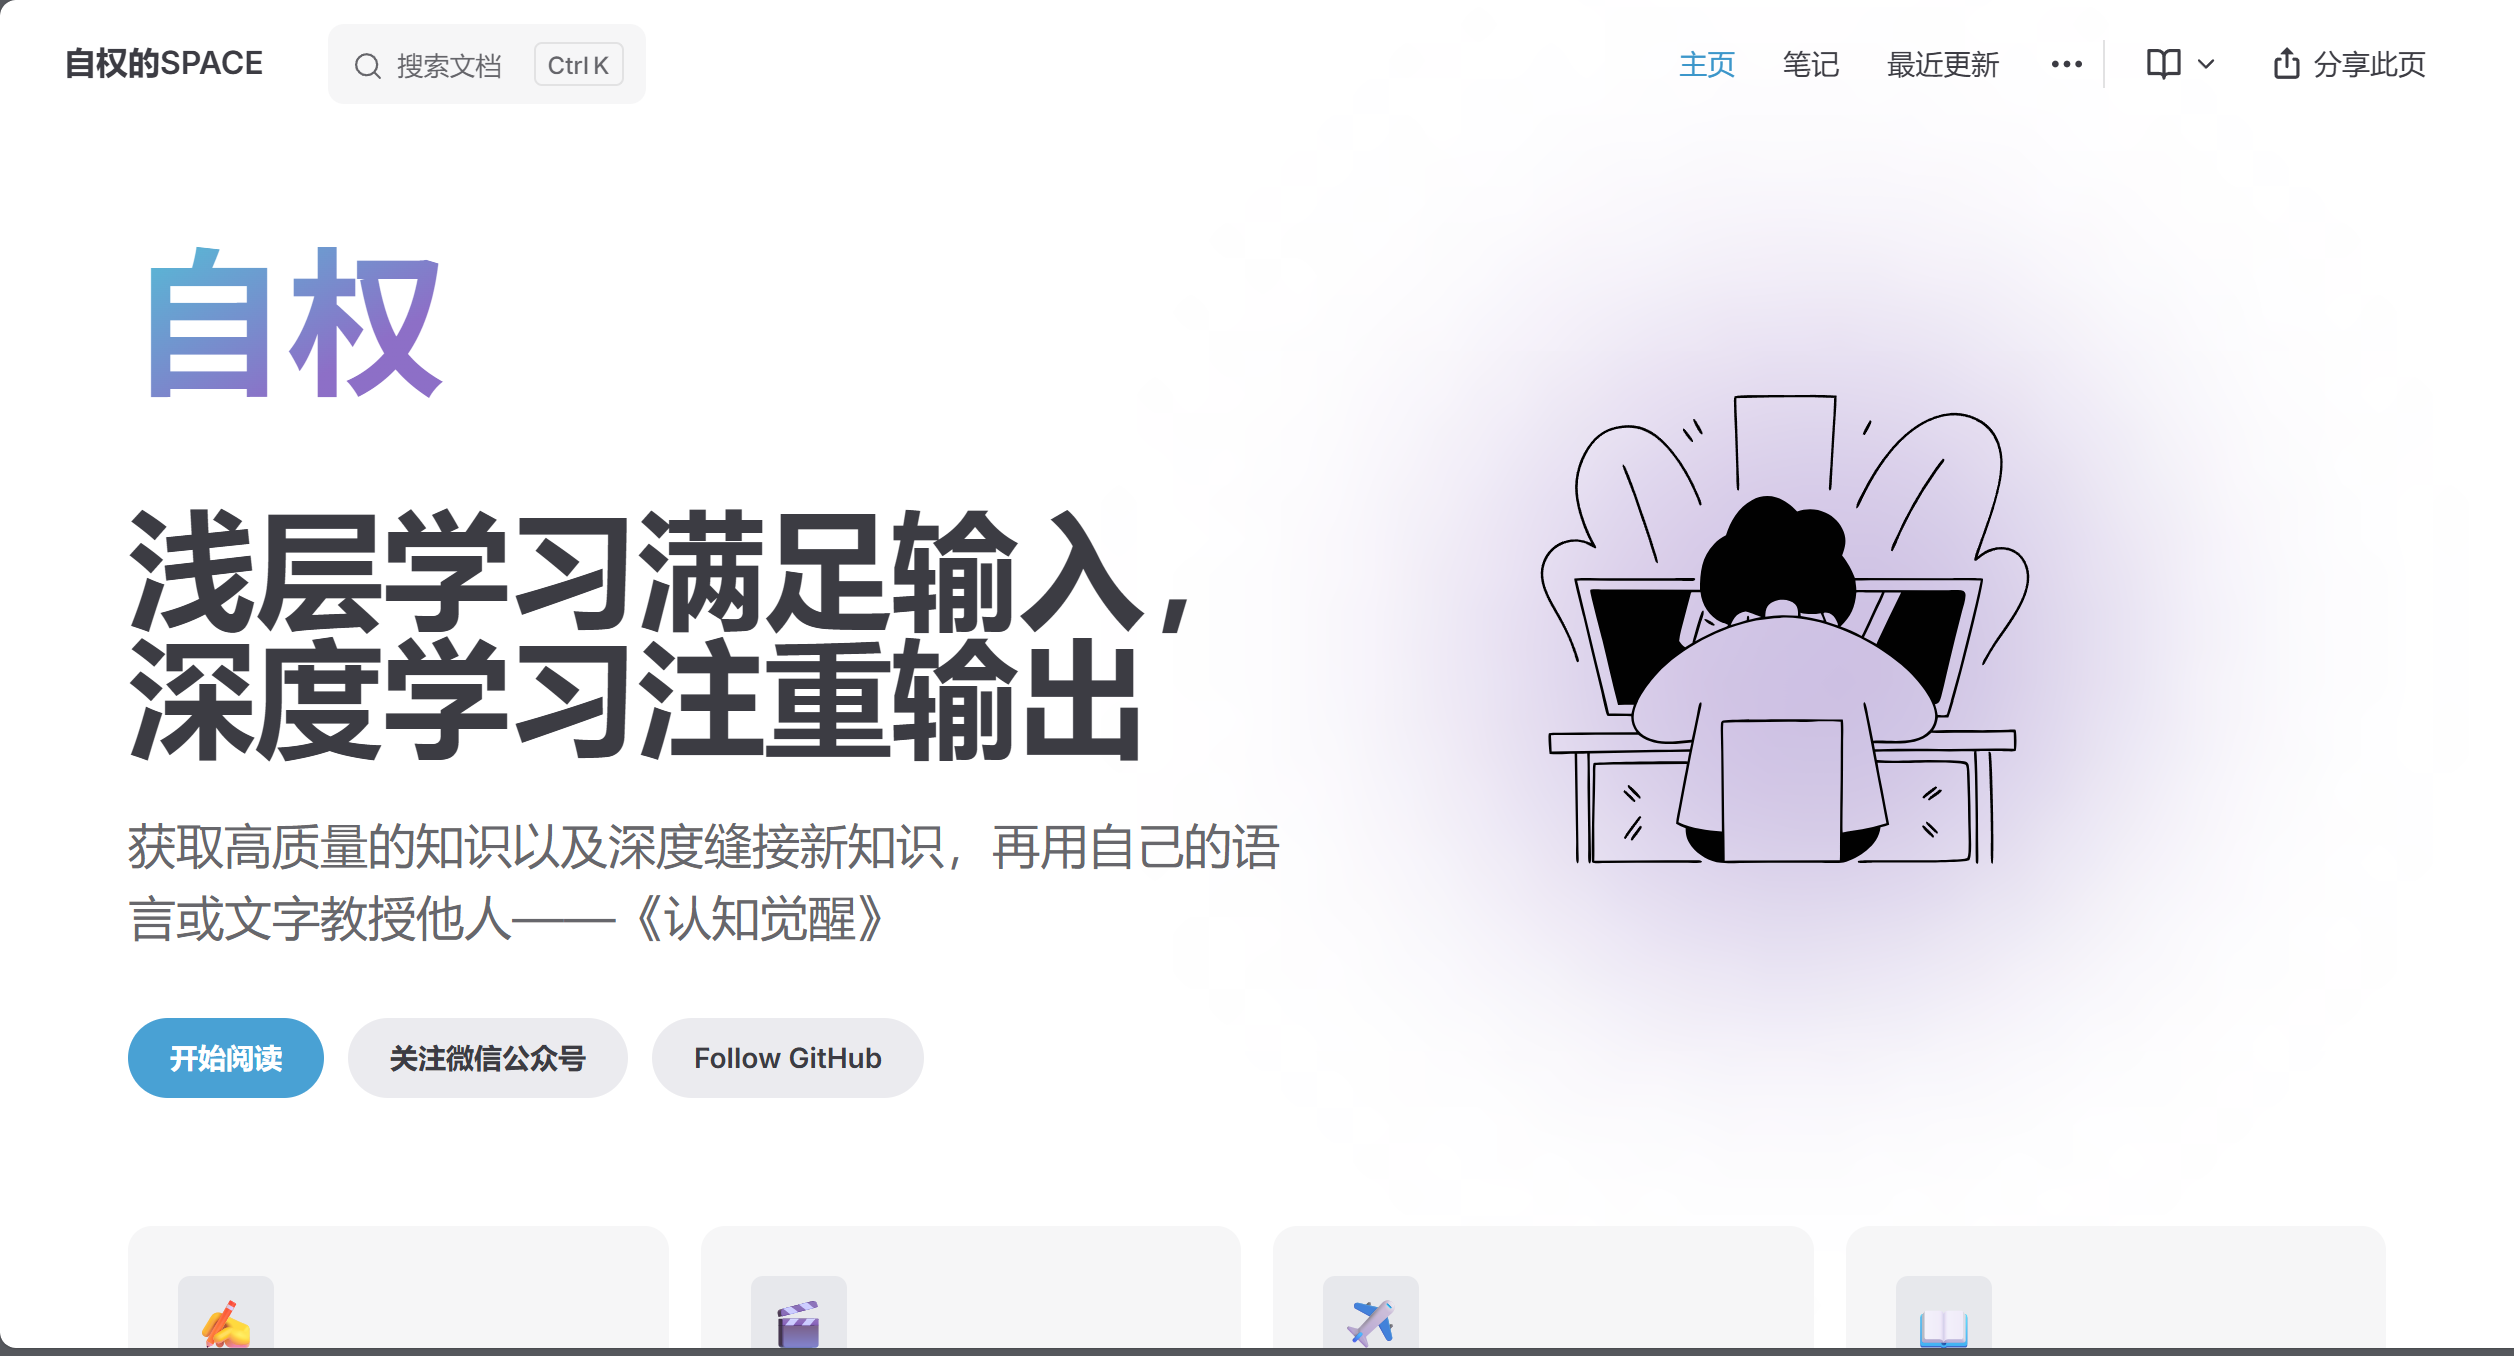 自权的SPACE
搜索文档 Ctrl K
主页 笔记 最近更新 分享此页
自权
浅层学习满足输入，
深度学习注重输出
获取高质量的知识以及深度缝接新知识，再用自己的语
言或文字教授他人——《认知觉醒》
开始阅读 关注微信公众号 Follow GitHub